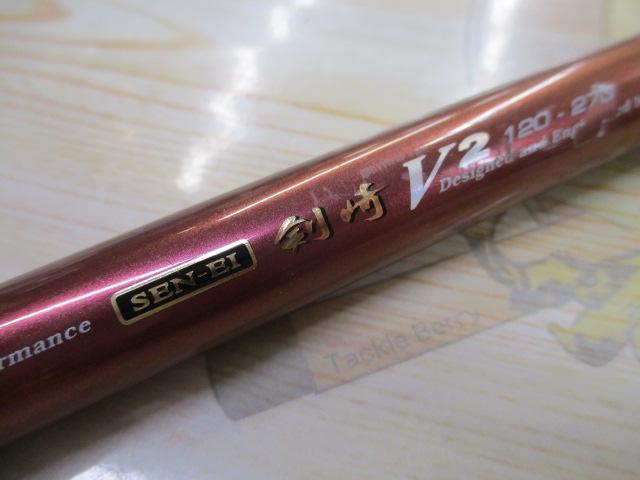 rmance
SEN-EI
剣崎 V2 120-270
Designed and Eng
Tackle Berry